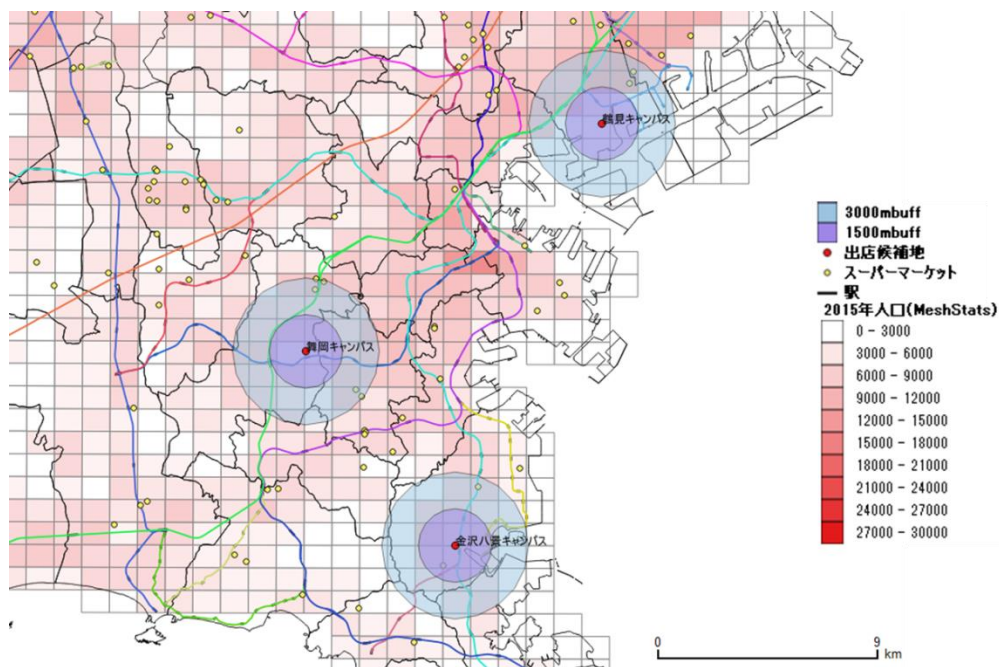 鶴見キャンパス
3000mbuff
1500mbuff
出店候補地
スーパーマーケット
駅
2015年人口(MeshStats)
0 - 3000
3000 - 6000
6000 - 9000
9000 - 12000
12000 - 15000
15000 - 18000
18000 - 21000
21000 - 24000
24000 - 27000
27000 - 30000
舞岡キャンパス
金沢八景キャンパス
0 9
km